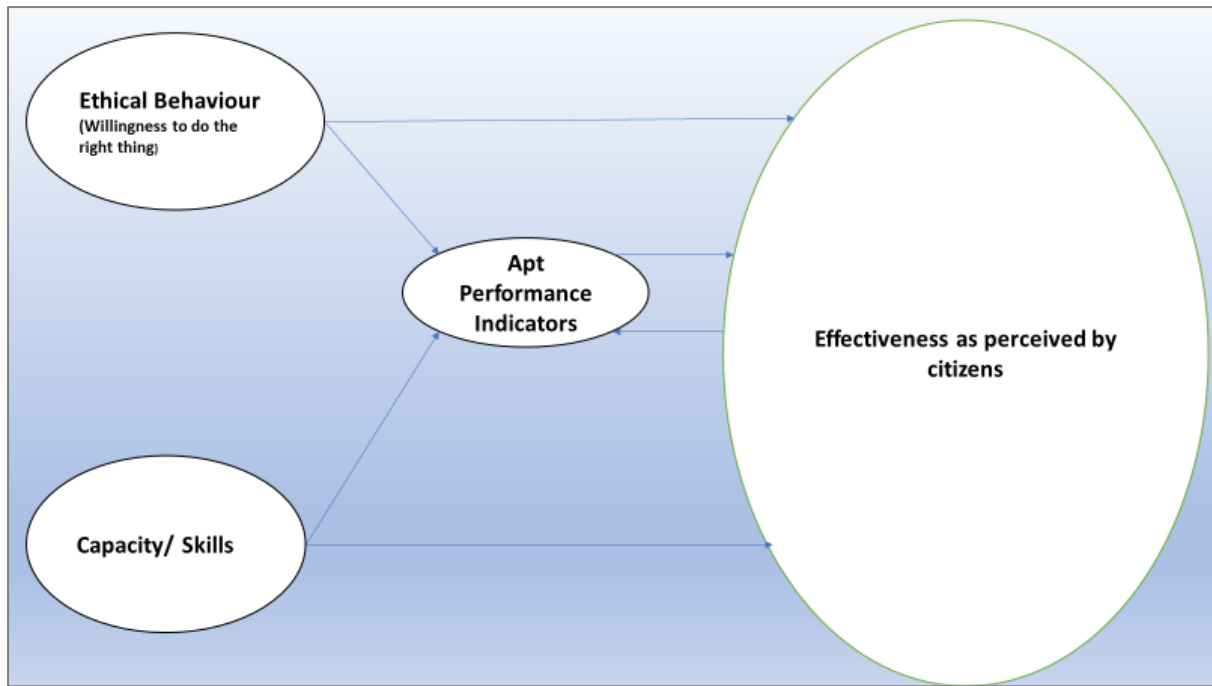 Ethical Behaviour
(Willingness to do the
right thing)
Apt
Performance
Indicators
Effectiveness as perceived by
citizens
Capacity/ Skills